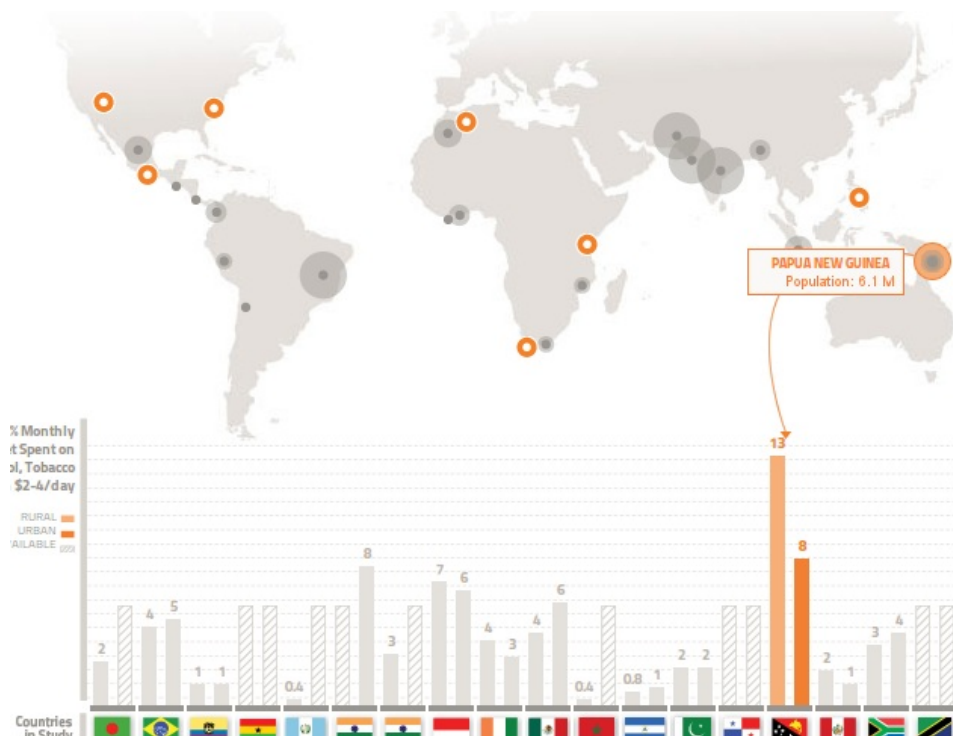 PAPUA NEW GUINEA
Population: 6.1 M
% Monthly
t Spent on
ol, Tobacco
$2-4/day
RURAL
URBAN
AILABLE
2
4
5
1
1
0.4
8
3
7
6
4
3
4
6
0.4
0.8
1
2
2
13
8
2
1
3
4
Countries
in Study